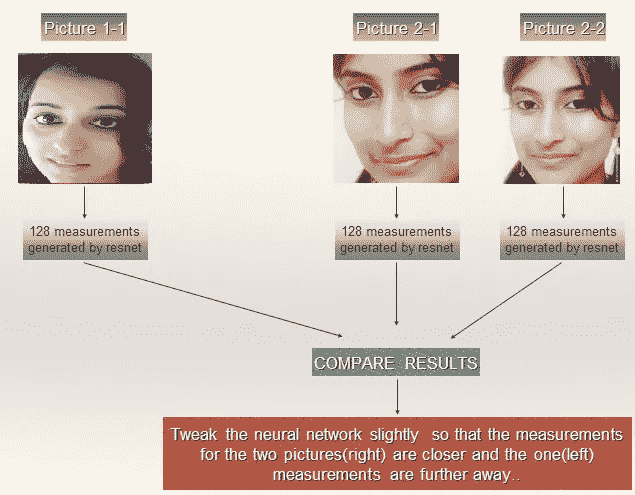 Picture 1-1
Picture 2-1
Picture 2-2
128 measurements
generated by resnet
128 measurements
generated by resnet
128 measurements
generated by resnet
COMPARE RESULTS
Tweak the neural network slightly so that the measurements
for the two pictures(right) are closer and the one(left)
measurements are further away..